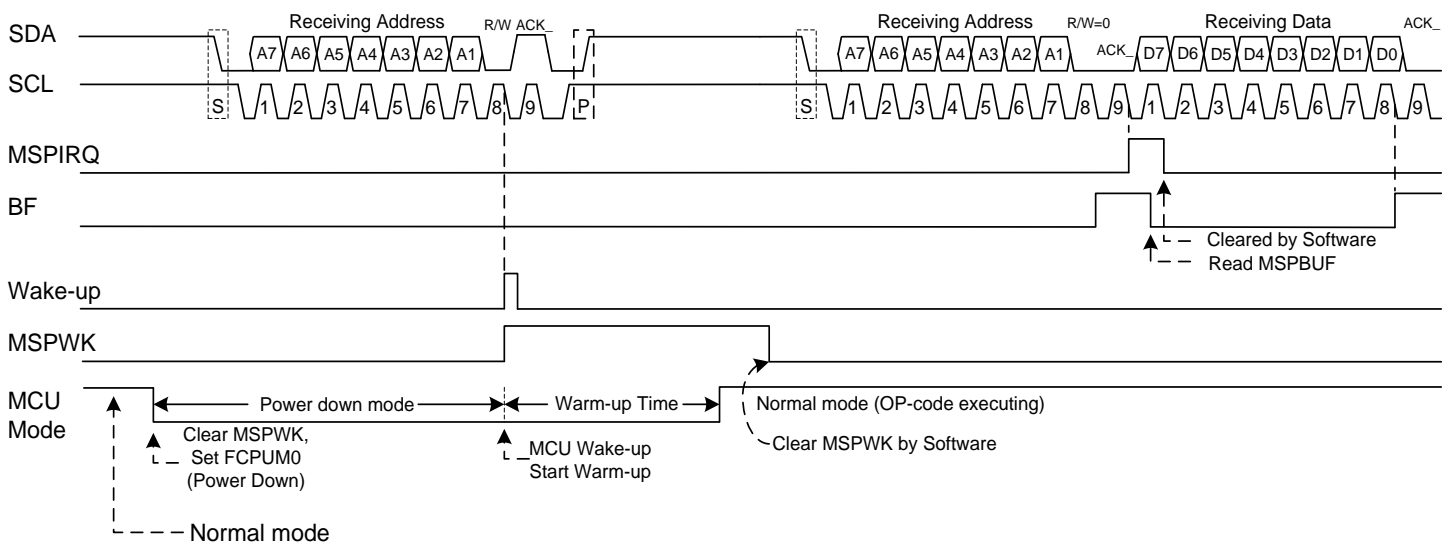 Receiving Address R/W ACK_ Receiving Address R/W=0 ACK_ Receiving Data ACK_
SDA A7 A6 A5 A4 A3 A2 A1 A7 A6 A5 A4 A3 A2 A1 D7 D6 D5 D4 D3 D2 D1 D0
SCL S 1 2 3 4 5 6 7 8 9 P S 1 2 3 4 5 6 7 8 9 1 2 3 4 5 6 7 8 9
MSPIRQ
BF
Cleared by Software
Read MSPBUF
Wake-up
MSPWK
MCU
Mode
Power down mode
Warm-up Time
Normal mode (OP-code executing)
Clear MSPWK,
Set FCPUM0
(Power Down)
MCU Wake-up
Start Warm-up
Clear MSPWK by Software
Normal mode